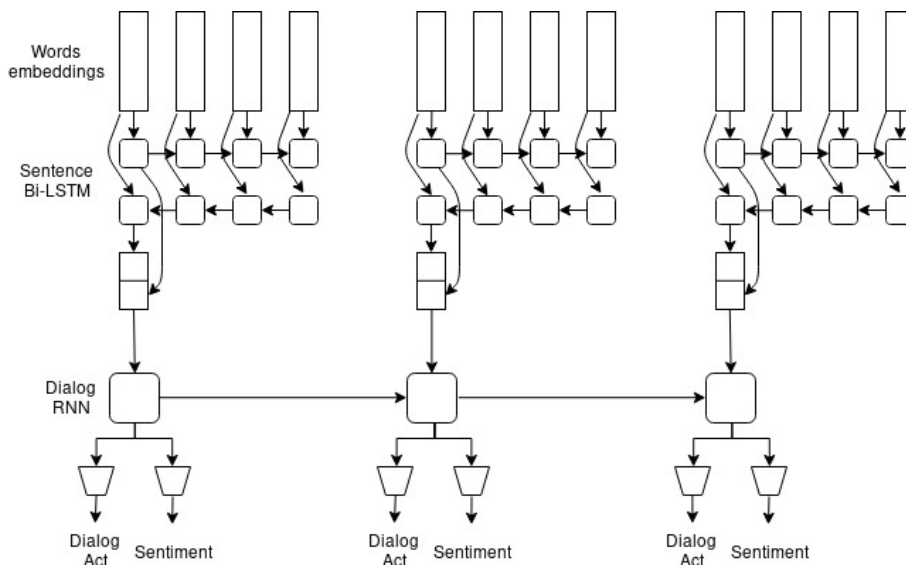 Words
embeddings
Sentence
Bi-LSTM
Dialog
RNN
Dialog
Act
Sentiment
Dialog
Act
Sentiment
Dialog
Act
Sentiment